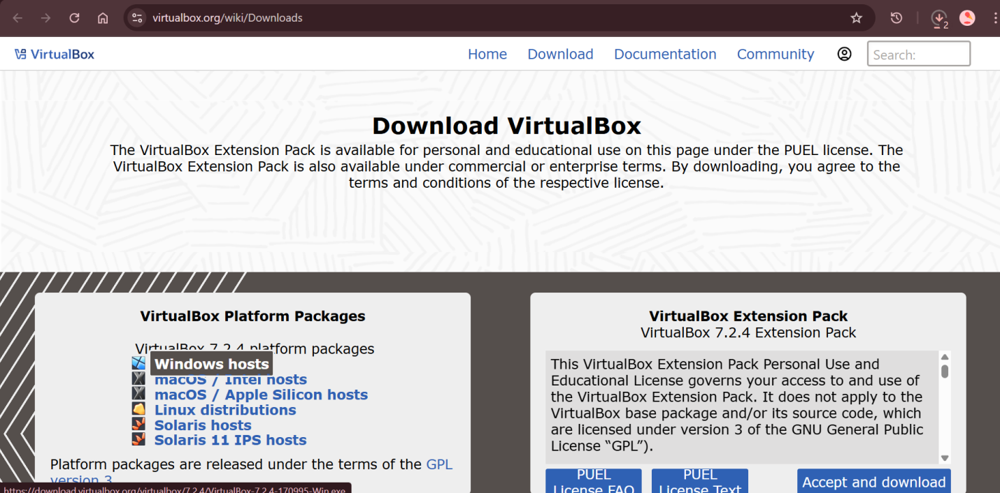 virtualbox.org/wiki/Downloads
2
VirtualBox
Home
Download
Documentation
Community
Search:
Download VirtualBox
The VirtualBox Extension Pack is available for personal and educational use on this page under the PUEL license. The
VirtualBox Extension Pack is also available under commercial or enterprise terms. By downloading, you agree to the
terms and conditions of the respective license.
VirtualBox Platform Packages
VirtualBox 7.2.4 platform packages
Windows hosts
macOS / Intel hosts
macOS / Apple Silicon hosts
Linux distributions
Solaris hosts
Solaris 11 IPS hosts
Platform packages are released under the terms of the GPL
version 3
VirtualBox Extension Pack
VirtualBox 7.2.4 Extension Pack
This VirtualBox Extension Pack Personal Use and
Educational License governs your access to and use of
the VirtualBox Extension Pack. It does not apply to the
VirtualBox base package and/or its source code, which
are licensed under version 3 of the GNU General Public
License “GPL”).
PUEL
License FAQ
PUEL
License Text
Accept and download
https://download.virtualbox.org/virtualbox/7.2.4/VirtualBox-7.2.4-170995-Win.exe